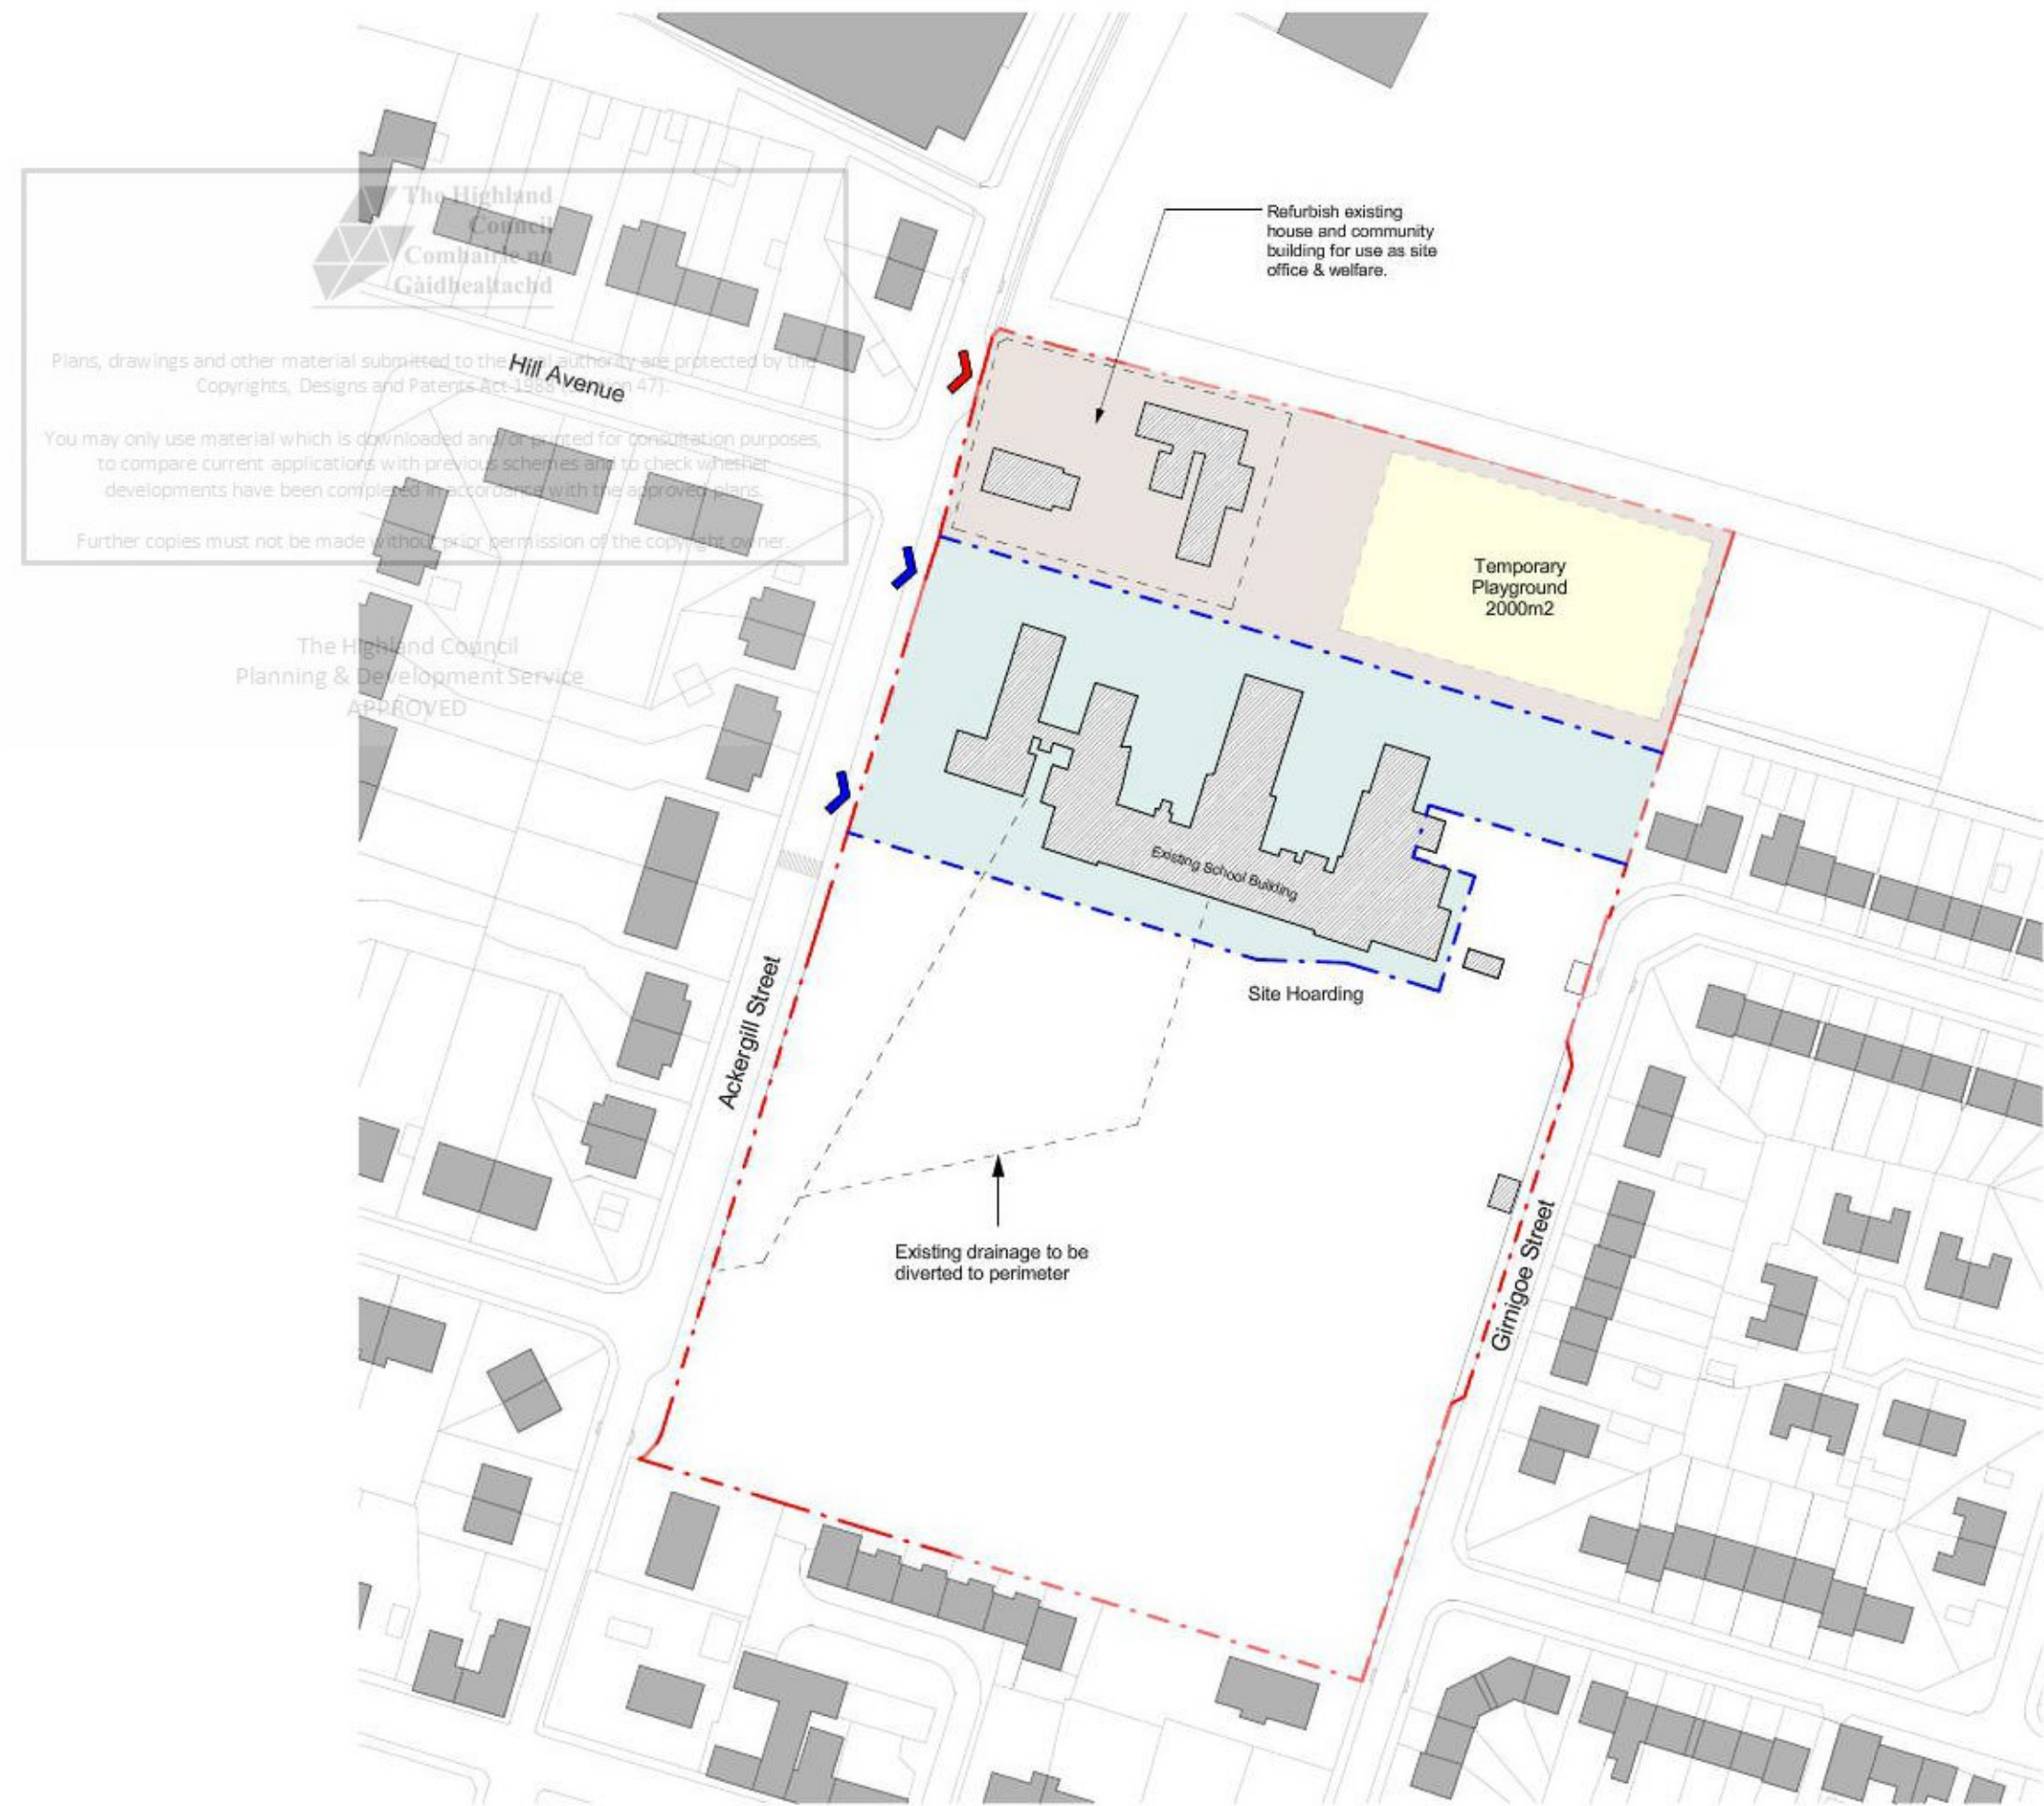 The Highland
Council
Comhairle na
Gàidhealtachd
Plans, drawings and other material submitted to the local authority are protected by the
Copyrights, Designs and Patents Act 1988 (section 47).
You may only use material which is downloaded and/or printed for consultation purposes,
to compare current applications with previous schemes and to check whether
developments have been completed in accordance with the approved plans.
Further copies must not be made without prior permission of the copyright owner.
The Highland Council
Planning & Development Service
APPROVED
Hill Avenue
Refurbish existing
house and community
building for use as site
office & welfare.
Temporary
Playground
2000m2
Existing School Building
Site Hoarding
Ackergill Street
Existing drainage to be
diverted to perimeter
Girnigoe Street